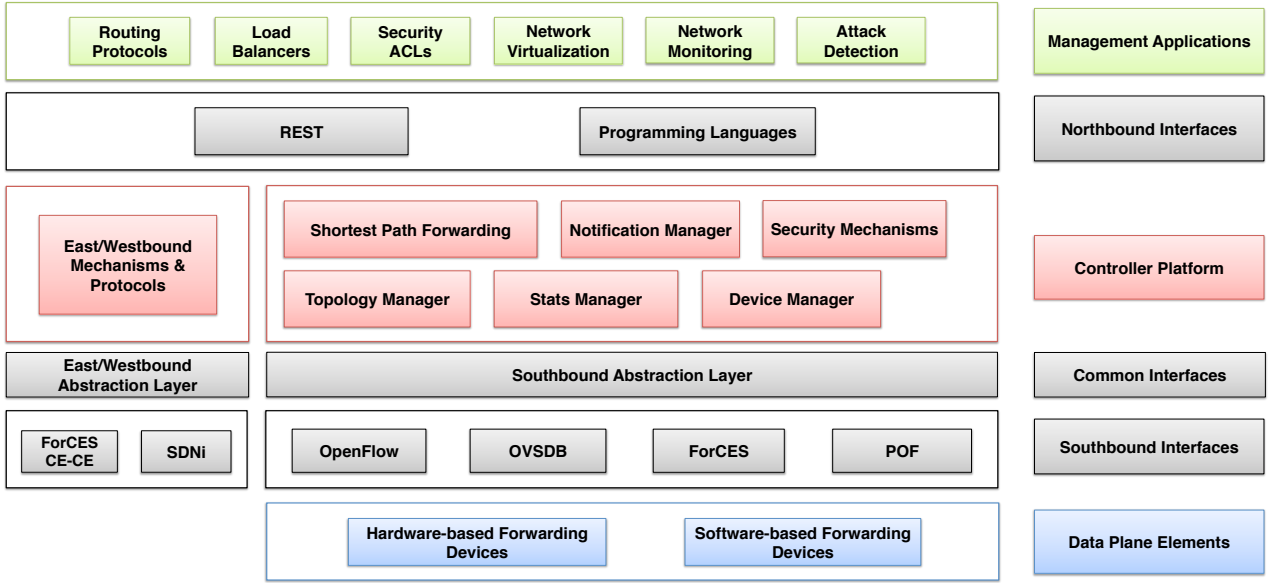 Routing
Protocols
Load
Balancers
Security
ACLs
Network
Virtualization
Network
Monitoring
Attack
Detection
Management Applications
REST
Programming Languages
Northbound Interfaces
East/Westbound
Mechanisms &
Protocols
Shortest Path Forwarding
Notification Manager
Security Mechanisms
Topology Manager
Stats Manager
Device Manager
Controller Platform
East/Westbound
Abstraction Layer
Southbound Abstraction Layer
Common Interfaces
ForCES
CE-CE
SDNi
OpenFlow
OVSDB
ForCES
POF
Southbound Interfaces
Hardware-based Forwarding
Devices
Software-based Forwarding
Devices
Data Plane Elements